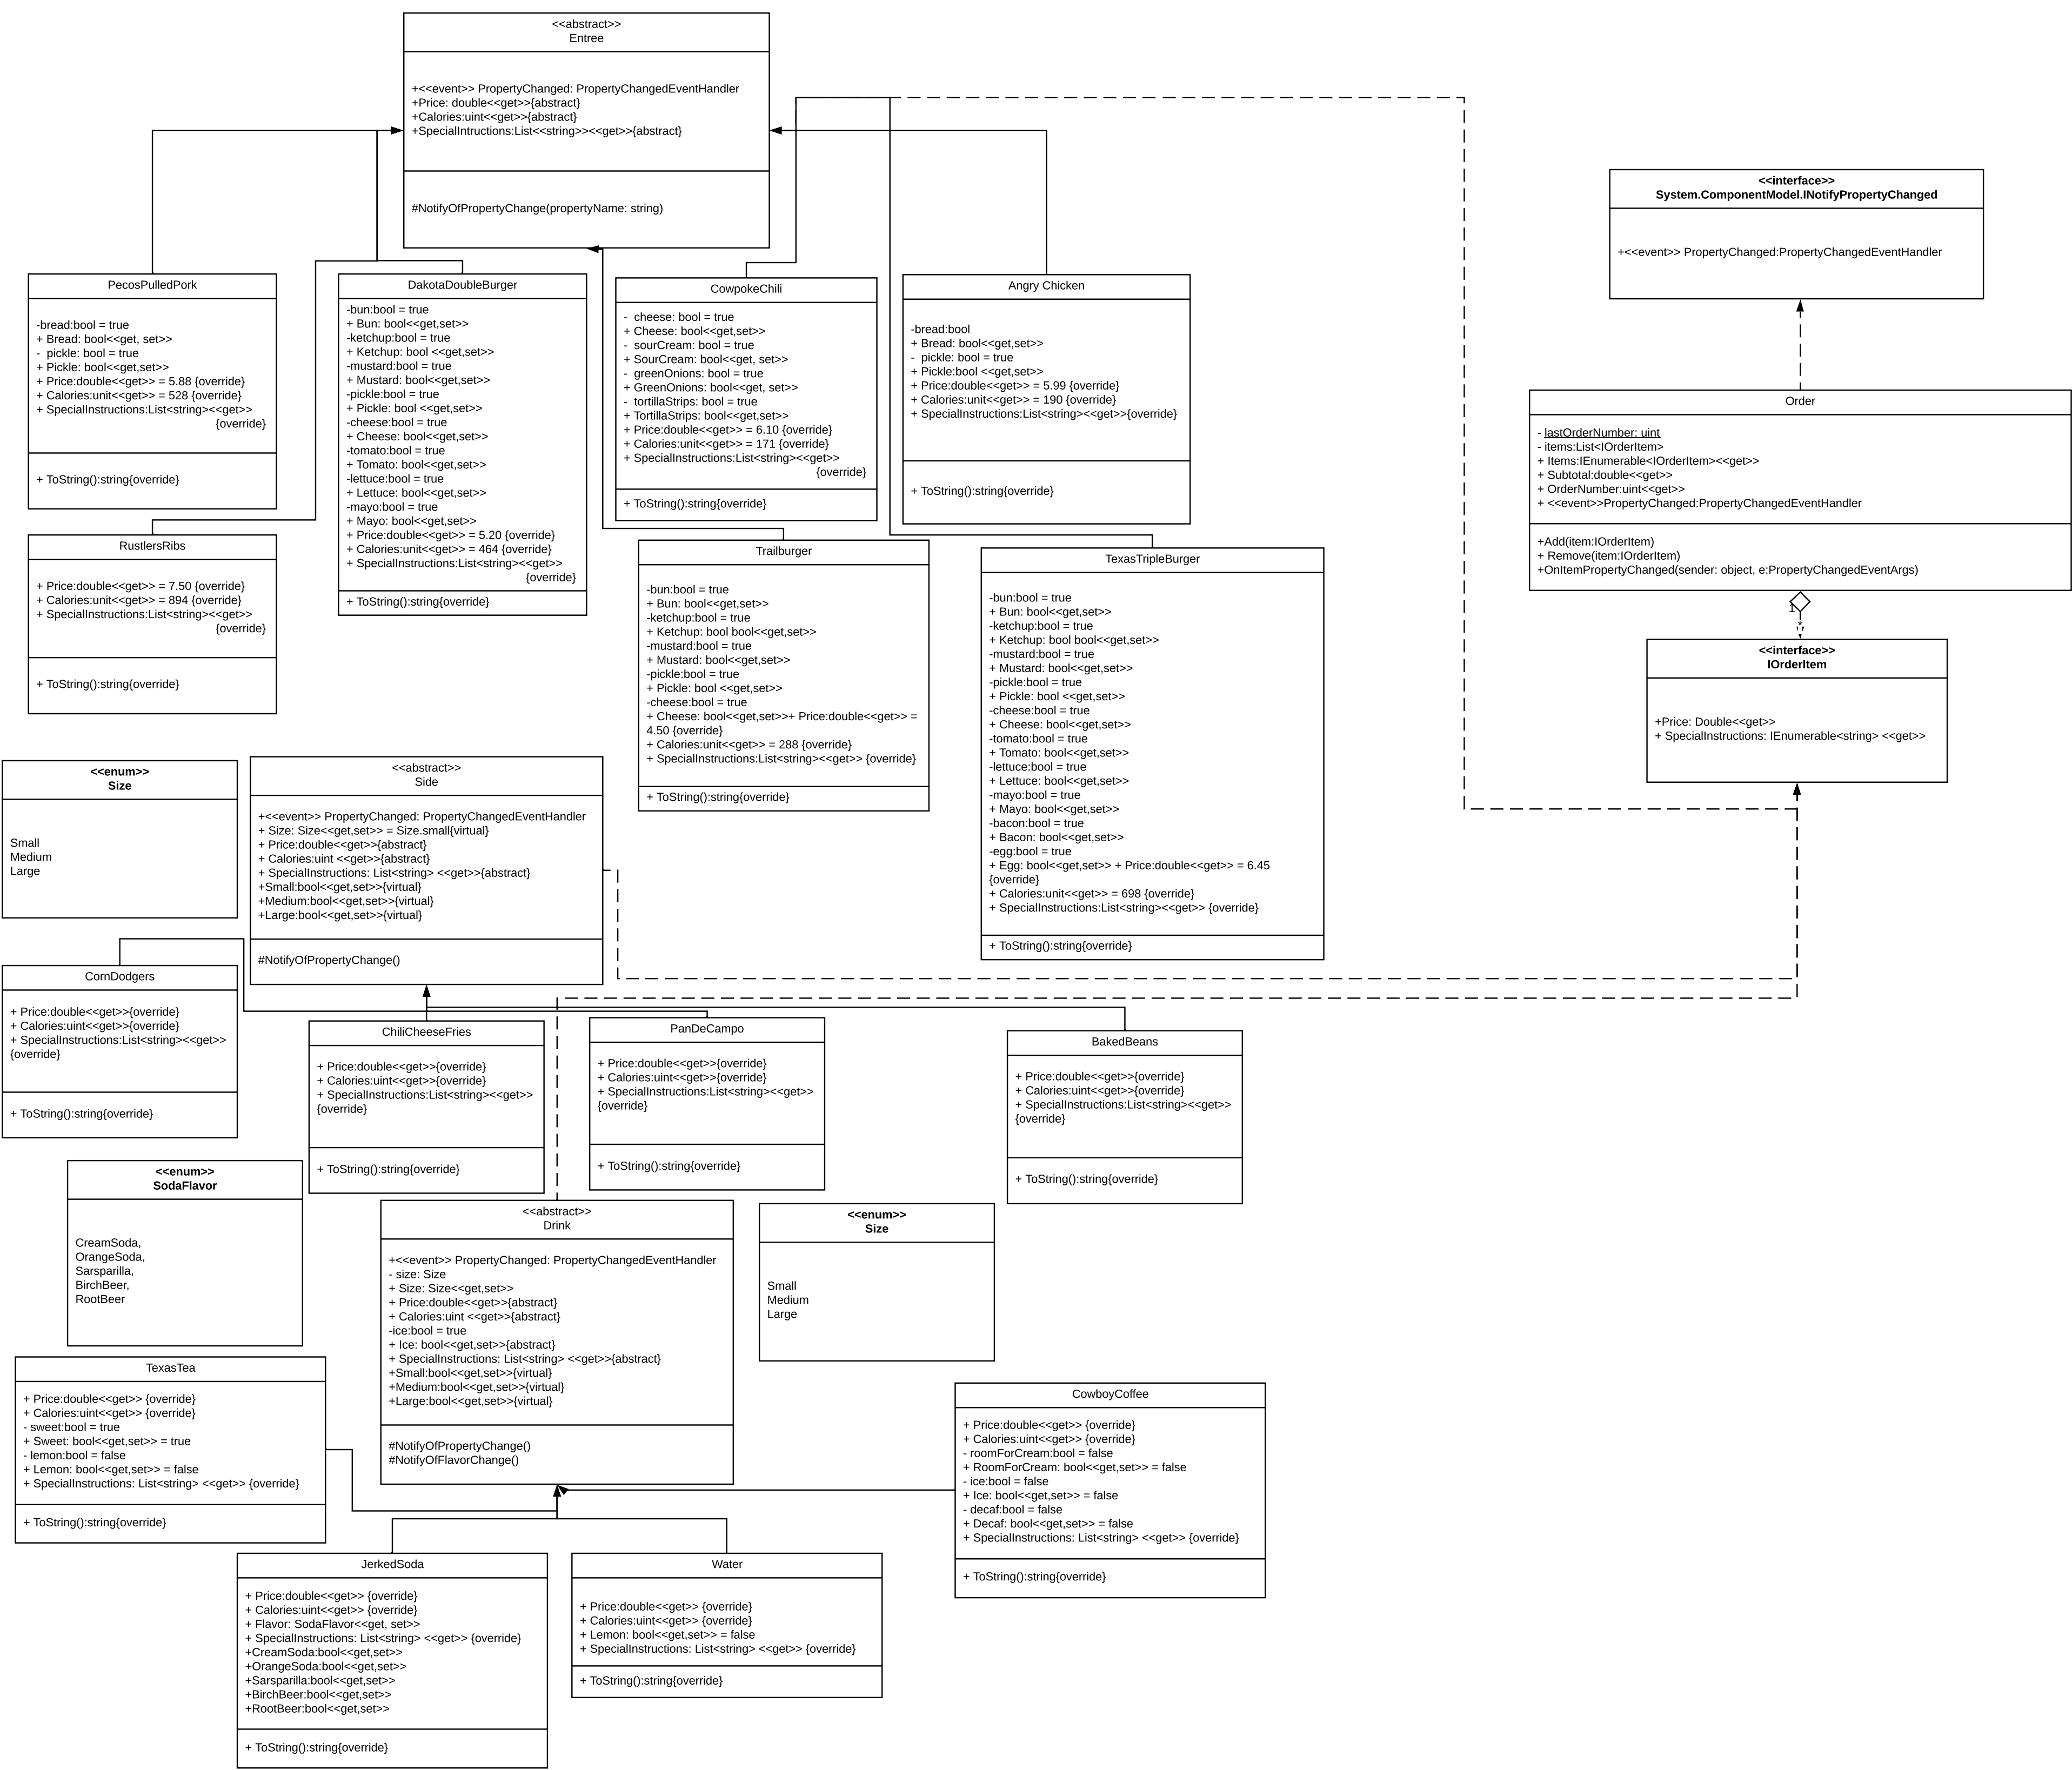 <<abstract>>
Entree
+<<event>> PropertyChanged: PropertyChangedEventHandler
+Price: double<<get>>{abstract}
+Calories:uint<<get>>{abstract}
+SpecialIntructions:List<<string>><<get>>{abstract}
#NotifyOfPropertyChange(propertyName: string)
<<interface>>
System.ComponentModel.INotifyPropertyChanged
+<<event>> PropertyChanged:PropertyChangedEventHandler
PecosPulledPork
-bread:bool = true
+ Bread: bool<<get, set>>
- pickle: bool = true
+ Pickle: bool<<get,set>>
+ Price:double<<get>> = 5.88 {override}
+ Calories:unit<<get>> = 528 {override}
+ SpecialInstructions:List<string><<get>>
{override}
+ ToString():string{override}
DakotaDoubleBurger
-bun:bool = true
+ Bun: bool<<get,set>>
-ketchup:bool = true
+ Ketchup: bool <<get,set>>
-mustard:bool = true
+ Mustard: bool<<get,set>>
-pickle:bool = true
+ Pickle: bool <<get,set>>
-cheese:bool = true
+ Cheese: bool<<get,set>>
-tomato:bool = true
+ Tomato: bool<<get,set>>
-lettuce:bool = true
+ Lettuce: bool<<get,set>>
-mayo:bool = true
+ Mayo: bool<<get,set>>
+ Price:double<<get>> = 5.20 {override}
+ Calories:unit<<get>> = 464 {override}
+ SpecialInstructions:List<string><<get>>
{override}
+ ToString():string{override}
CowpokeChili
- cheese: bool = true
+ Cheese: bool<<get,set>>
- sourCream: bool = true
+ SourCream: bool<<get, set>>
- greenOnions: bool = true
+ GreenOnions: bool<<get, set>>
- tortillaStrips: bool = true
+ TortillaStrips: bool<<get,set>>
+ Price:double<<get>> = 6.10 {override}
+ Calories:unit<<get>> = 171 {override}
+ SpecialInstructions:List<string><<get>>
{override}
+ ToString():string{override}
Angry Chicken
-bread:bool
+ Bread: bool<<get,set>>
- pickle: bool = true
+ Pickle:bool <<get,set>>
+ Price:double<<get>> = 5.99 {override}
+ Calories:unit<<get>> = 190 {override}
+ SpecialInstructions:List<string><<get>>{override}
+ ToString():string{override}
Order
- lastOrderNumber: uint
- items:List<IOrderItem>
+ Items:IEnumerable<IOrderItem><<get>>
+ Subtotal:double<<get>>
+ OrderNumber:uint<<get>>
+ <<event>>PropertyChanged:PropertyChangedEventHandler
+Add(item:IOrderItem)
+ Remove(item:IOrderItem)
+OnItemPropertyChanged(sender: object, e:PropertyChangedEventArgs)
1
*
<<interface>>
IOrderItem
+Price: Double<<get>>
+ SpecialInstructions: IEnumerable<string> <<get>>
RustlersRibs
+ Price:double<<get>> = 7.50 {override}
+ Calories:unit<<get>> = 894 {override}
+ SpecialInstructions:List<string><<get>>
{override}
+ ToString():string{override}
Trailburger
-bun:bool = true
+ Bun: bool<<get,set>>
-ketchup:bool = true
+ Ketchup: bool bool<<get,set>>
-mustard:bool = true
+ Mustard: bool<<get,set>>
-pickle:bool = true
+ Pickle: bool <<get,set>>
-cheese:bool = true
+ Cheese: bool<<get,set>>+ Price:double<<get>> =
4.50 {override}
+ Calories:unit<<get>> = 288 {override}
+ SpecialInstructions:List<string><<get>> {override}
+ ToString():string{override}
TexasTripleBurger
-bun:bool = true
+ Bun: bool<<get,set>>
-ketchup:bool = true
+ Ketchup: bool bool<<get,set>>
-mustard:bool = true
+ Mustard: bool<<get,set>>
-pickle:bool = true
+ Pickle: bool <<get,set>>
-cheese:bool = true
+ Cheese: bool<<get,set>>
-tomato:bool = true
+ Tomato: bool<<get,set>>
-lettuce:bool = true
+ Lettuce: bool<<get,set>>
-mayo:bool = true
+ Mayo: bool<<get,set>>
-bacon:bool = true
+ Bacon: bool<<get,set>>
-egg:bool = true
+ Egg: bool<<get,set>> + Price:double<<get>> = 6.45
{override}
+ Calories:unit<<get>> = 698 {override}
+ SpecialInstructions:List<string><<get>> {override}
+ ToString():string{override}
<<enum>>
Size
Small
Medium
Large
<<abstract>>
Side
+<<event>> PropertyChanged: PropertyChangedEventHandler
+ Size: Size<<get,set>> = Size.small{virtual}
+ Price:double<<get>>{abstract}
+ Calories:uint <<get>>{abstract}
+ SpecialInstructions: List<string> <<get>>{abstract}
+Small:bool<<get,set>>{virtual}
+Medium:bool<<get,set>>{virtual}
+Large:bool<<get,set>>{virtual}
#NotifyOfPropertyChange()
CornDodgers
+ Price:double<<get>>{override}
+ Calories:uint<<get>>{override}
+ SpecialInstructions:List<string><<get>>
{override}
+ ToString():string{override}
ChiliCheeseFries
+ Price:double<<get>>{override}
+ Calories:uint<<get>>{override}
+ SpecialInstructions:List<string><<get>>
{override}
+ ToString():string{override}
PanDeCampo
+ Price:double<<get>>{override}
+ Calories:uint<<get>>{override}
+ SpecialInstructions:List<string><<get>>
{override}
+ ToString():string{override}
BakedBeans
+ Price:double<<get>>{override}
+ Calories:uint<<get>>{override}
+ SpecialInstructions:List<string><<get>>
{override}
+ ToString():string{override}
<<enum>>
SodaFlavor
CreamSoda,
OrangeSoda,
Sarsparilla,
BirchBeer,
RootBeer
<<abstract>>
Drink
+<<event>> PropertyChanged: PropertyChangedEventHandler
- size: Size
+ Size: Size<<get,set>>
+ Price:double<<get>>{abstract}
+ Calories:uint <<get>>{abstract}
-ice:bool = true
+ Ice: bool<<get,set>>{abstract}
+ SpecialInstructions: List<string> <<get>>{abstract}
+Small:bool<<get,set>>{virtual}
+Medium:bool<<get,set>>{virtual}
+Large:bool<<get,set>>{virtual}
#NotifyOfPropertyChange()
#NotifyOfFlavorChange()
<<enum>>
Size
Small
Medium
Large
TexasTea
+ Price:double<<get>> {override}
+ Calories:uint<<get>> {override}
- sweet:bool = true
+ Sweet: bool<<get,set>> = true
- lemon:bool = false
+ Lemon: bool<<get,set>> = false
+ SpecialInstructions: List<string> <<get>> {override}
+ ToString():string{override}
CowboyCoffee
+ Price:double<<get>> {override}
+ Calories:uint<<get>> {override}
- roomForCream:bool = false
+ RoomForCream: bool<<get,set>> = false
- ice:bool = false
+ Ice: bool<<get,set>> = false
- decaf:bool = false
+ Decaf: bool<<get,set>> = false
+ SpecialInstructions: List<string> <<get>> {override}
+ ToString():string{override}
JerkedSoda
+ Price:double<<get>> {override}
+ Calories:uint<<get>> {override}
+ Flavor: SodaFlavor<<get, set>>
+ SpecialInstructions: List<string> <<get>> {override}
+CreamSoda:bool<<get,set>>
+OrangeSoda:bool<<get,set>>
+Sarsparilla:bool<<get,set>>
+BirchBeer:bool<<get,set>>
+RootBeer:bool<<get,set>>
+ ToString():string{override}
Water
+ Price:double<<get>> {override}
+ Calories:uint<<get>> {override}
+ Lemon: bool<<get,set>> = false
+ SpecialInstructions: List<string> <<get>> {override}
+ ToString():string{override}